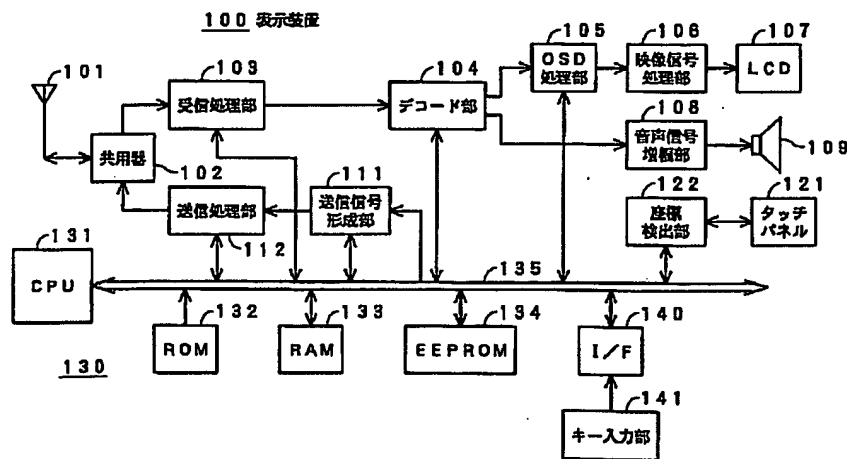 100 表示装置
101
103
受信処理部
104
デコード部
105
OSD
処理部
106
映像信号
処理部
107
LCD
108
音声信号
増幅部
109
共用器
102
送信処理部
112
111
送信信号
形成部
122
座標
検出部
121
タッチ
パネル
131
CPU
135
132
ROM
133
RAM
134
EEPROM
140
I/F
130
141
キー入力部